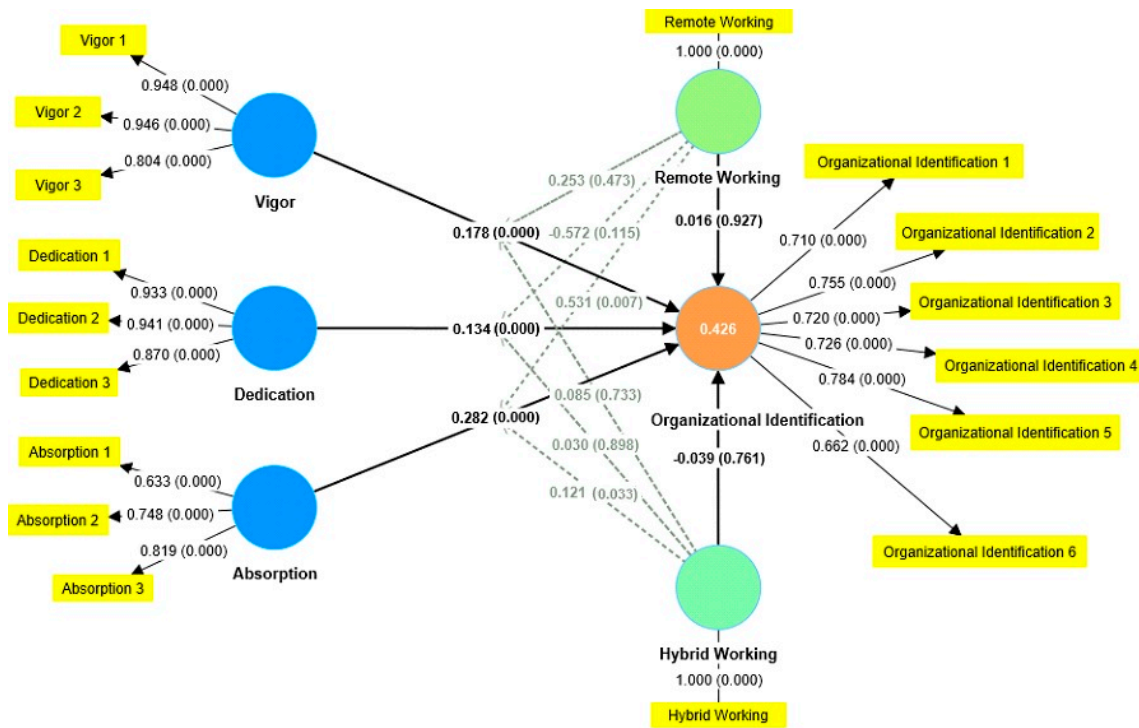 Vigor 1
0.948 (0.000)
Vigor 2
0.946 (0.000)
0.804 (0.000)
Vigor 3
Vigor
Dedication 1
0.933 (0.000)
Dedication 2
0.941 (0.000)
0.870 (0.000)
Dedication 3
Dedication
Absorption 1
0.633 (0.000)
0.748 (0.000)
Absorption 2
0.819 (0.000)
Absorption 3
Absorption
0.178 (0.000)
0.134 (0.000)
0.282 (0.000)
Remote Working
1.000 (0.000)
Remote Working
0.016 (0.927)
0.253 (0.473)
-0.572 (0.115)
0.531 (0.007)
0.426
Organizational Identification
0.085 (0.733)
0.030 (0.898)
0.121 (0.033)
-0.039 (0.761)
Hybrid Working
1.000 (0.000)
Hybrid Working
Organizational Identification 1
0.710 (0.000)
Organizational Identification 2
0.755 (0.000)
Organizational Identification 3
0.720 (0.000)
0.726 (0.000)
Organizational Identification 4
0.784 (0.000)
Organizational Identification 5
0.662 (0.000)
Organizational Identification 6